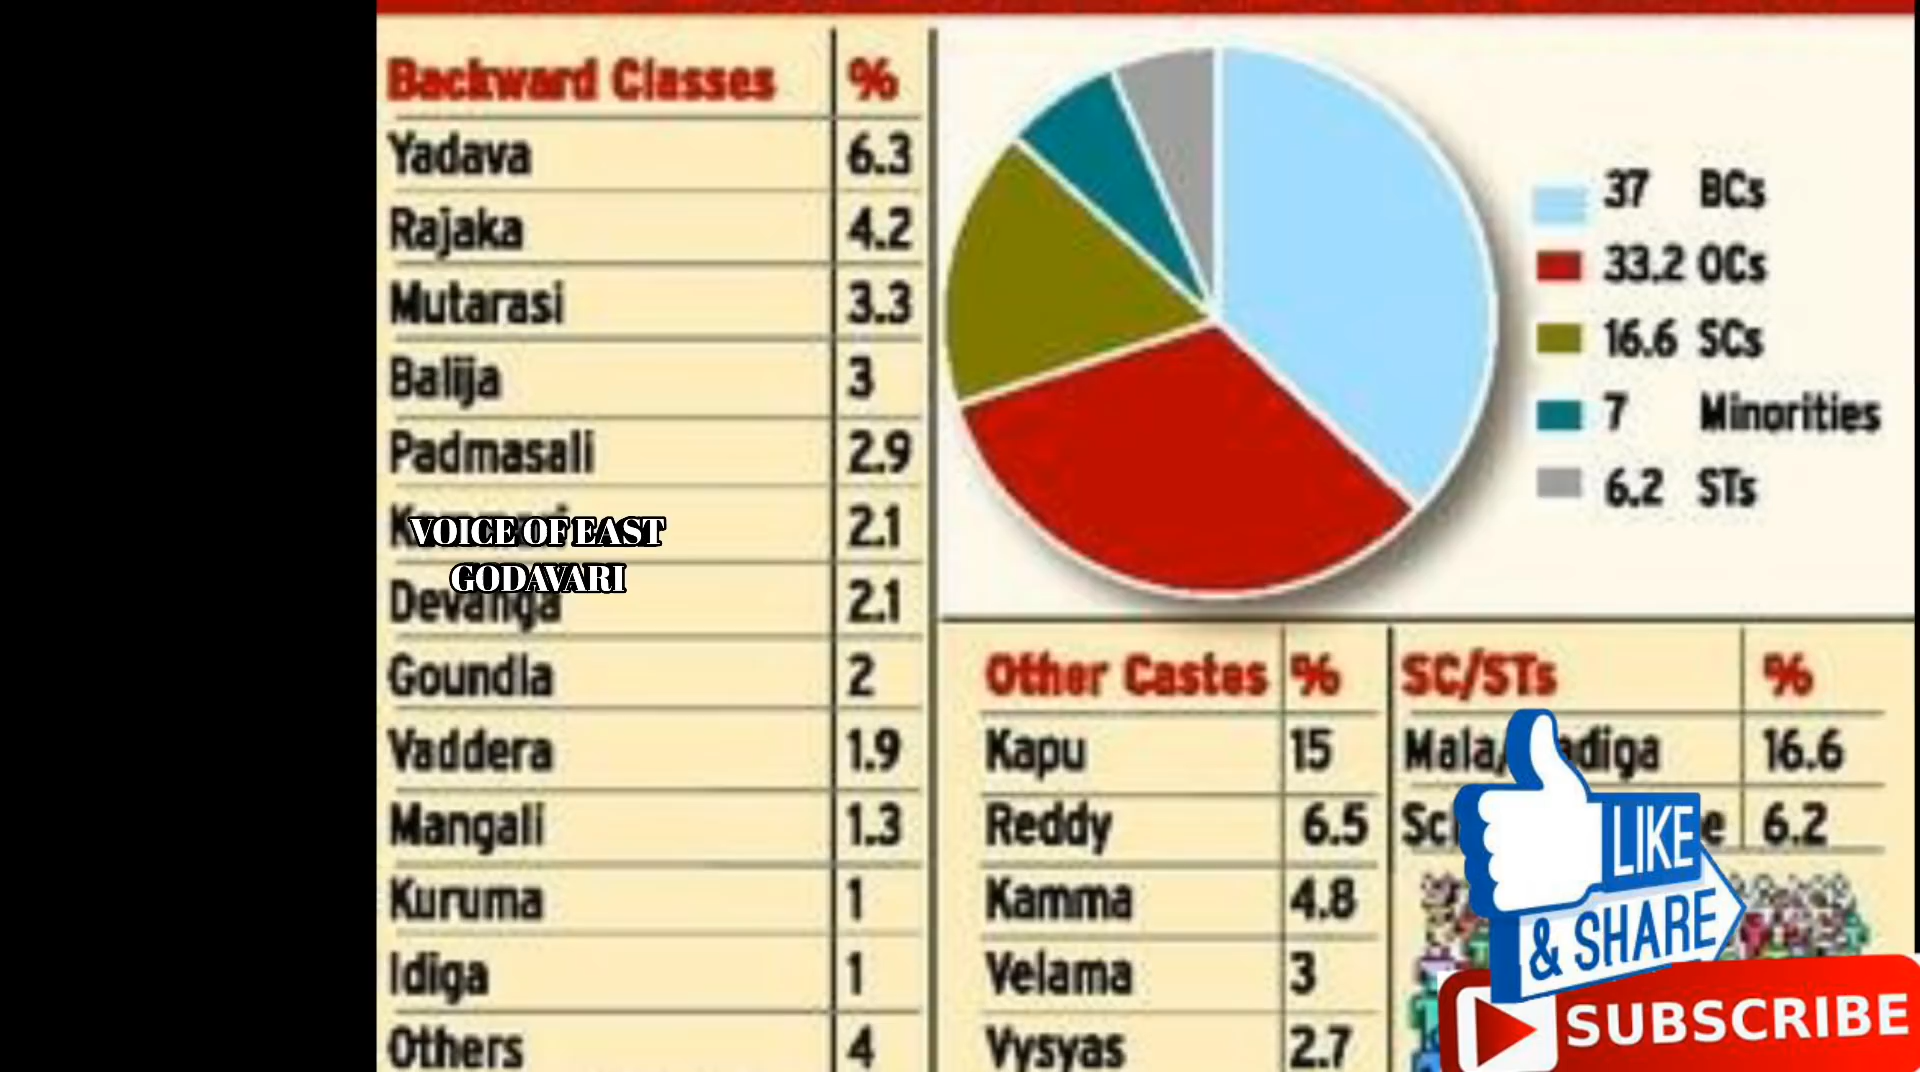 Backward Classes %
Yadava 6.3
Rajaka 4.2
Mutarasi 3.3
Balija 3
Padmasali 2.9
2.1
VOICE OF EAST
GODAVARI
Devanga 2.1
Goundla 2
Vaddera 1.9
Mangali 1.3
Kuruma 1
Idiga 1
Others 4
37 BCs
33.2 OCs
16.6 SCs
7 Minorities
6.2 STs
Other Castes %
Kapu 15
Reddy 6.5
Kamma 4.8
Velama 3
Vysyas 2.7
SC/STs %
16.6
6.2
LIKE
& SHARE
SUBSCRIBE